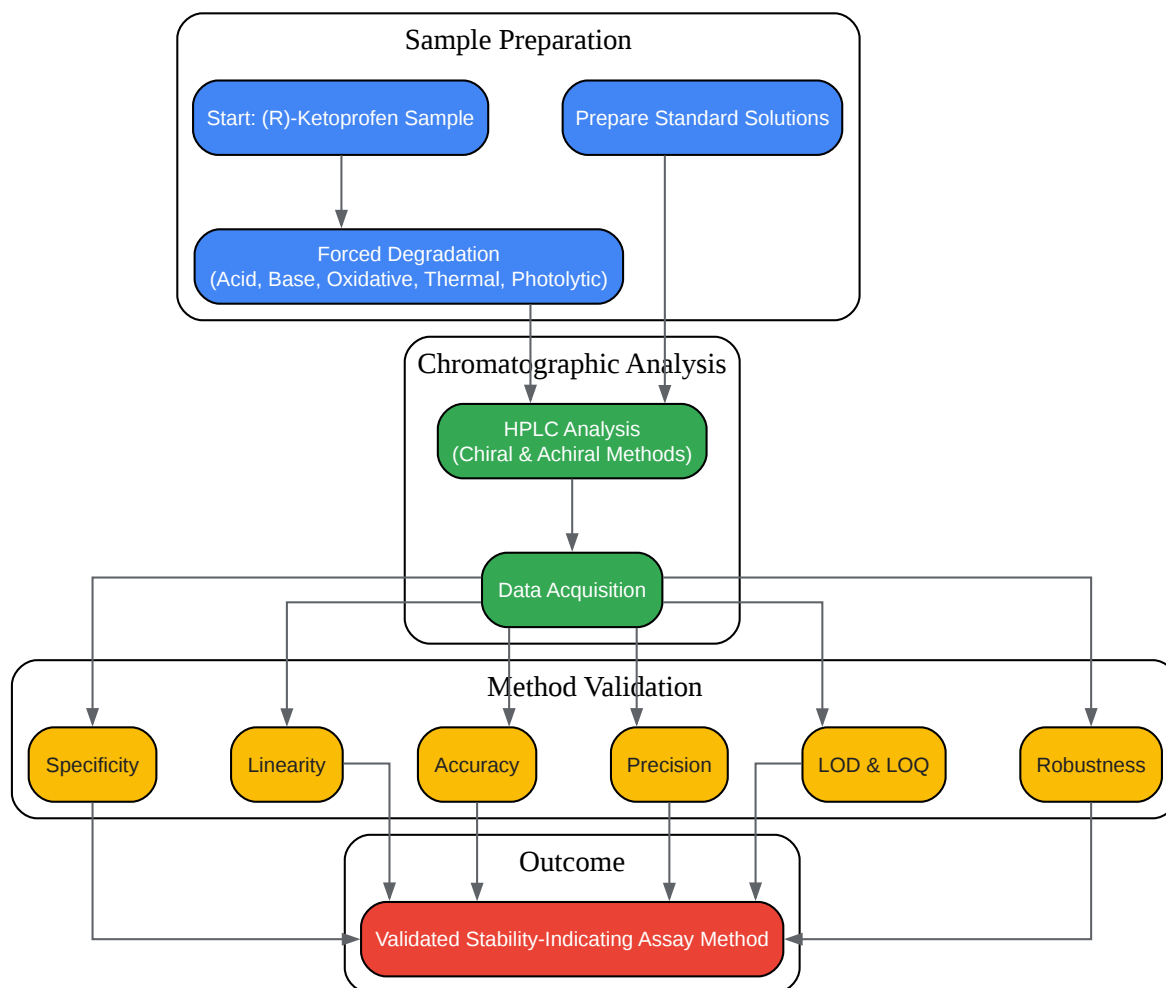 Sample Preparation
Start: (R)-Ketoprofen Sample
Prepare Standard Solutions
Forced Degradation
(Acid, Base, Oxidative, Thermal, Photolytic)
Chromatographic Analysis
HPLC Analysis
(Chiral & Achiral Methods)
Data Acquisition
Method Validation
Specificity
Linearity
Accuracy
Precision
LOD & LOQ
Robustness
Outcome
Validated Stability-Indicating Assay Method